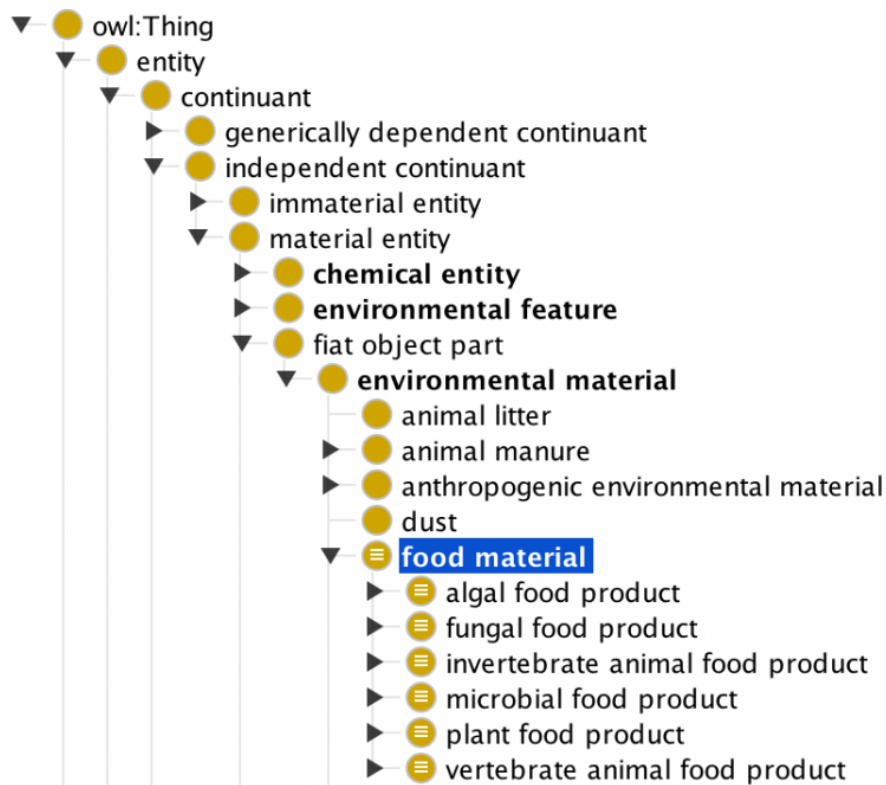 owl:Thing
entity
continuant
generically dependent continuant
independent continuant
immaterial entity
material entity
chemical entity
environmental feature
fiat object part
environmental material
animal litter
animal manure
anthropogenic environmental material
dust
food material
algal food product
fungal food product
invertebrate animal food product
microbial food product
plant food product
vertebrate animal food product